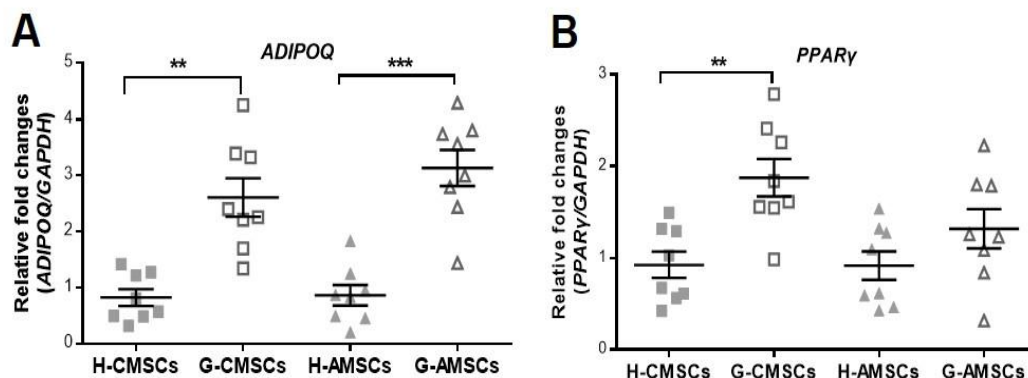 A
ADIPOQ
** ***
Relative fold changes
(ADIPOQ/GAPDH)
5
4
3
2
1
0
H-CMSCs G-CMSCs H-AMSCs G-AMSCs
B
PPARγ
**
Relative fold changes
(PPARγ/GAPDH)
3
2
1
0
H-CMSCs G-CMSCs H-AMSCs G-AMSCs